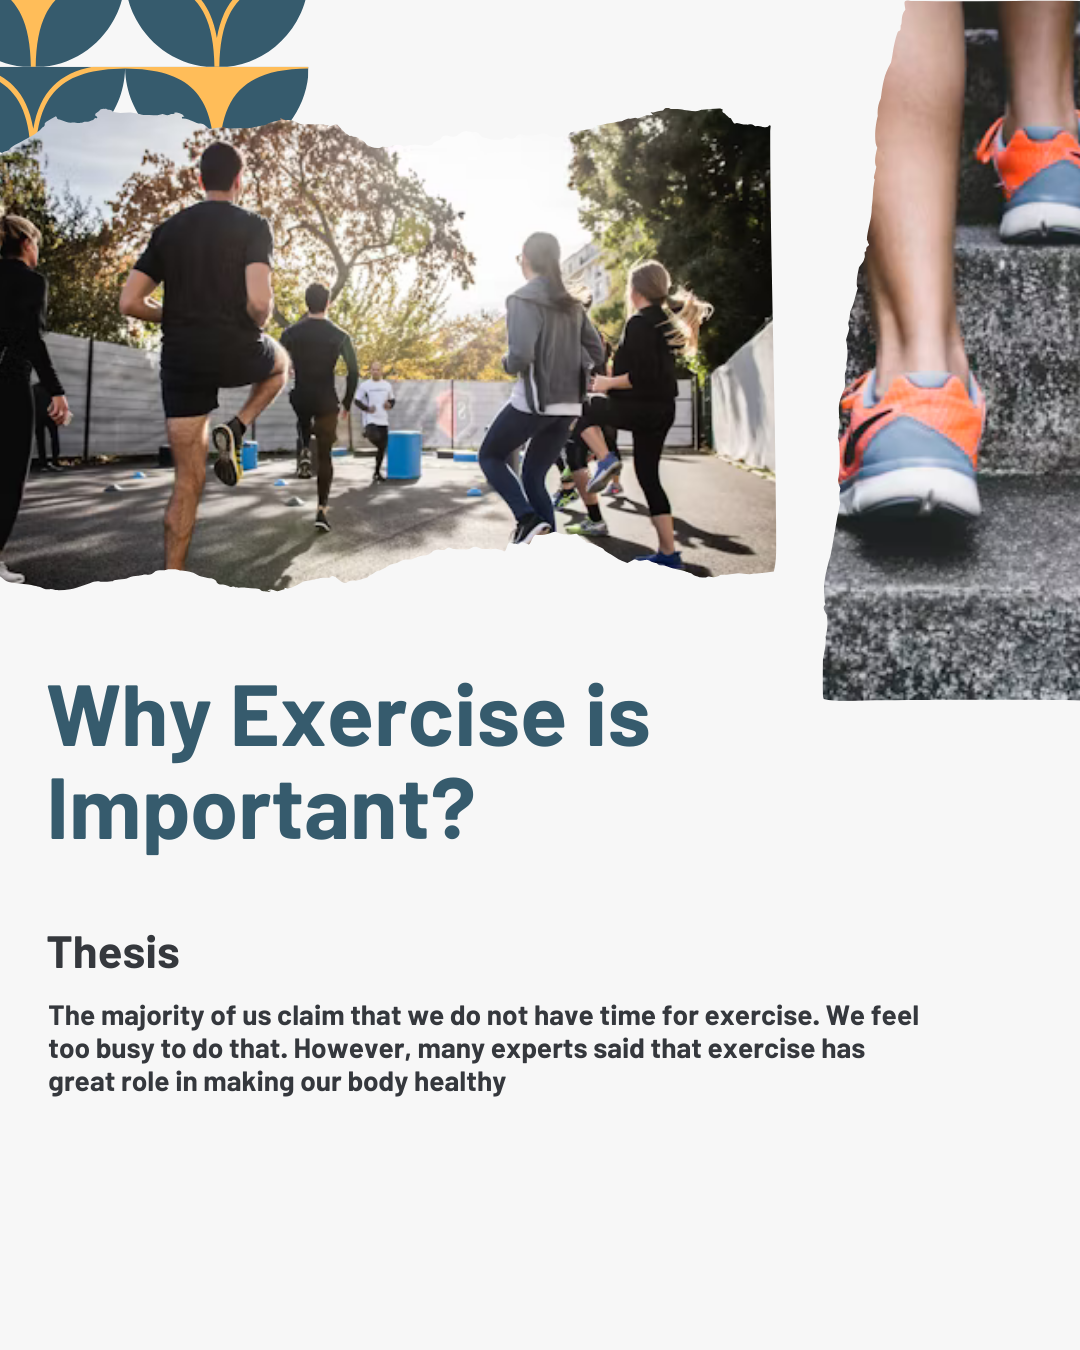 Why Exercise is
Important?
Thesis
The majority of us claim that we do not have time for exercise. We feel
too busy to do that. However, many experts said that exercise has
great role in making our body healthy